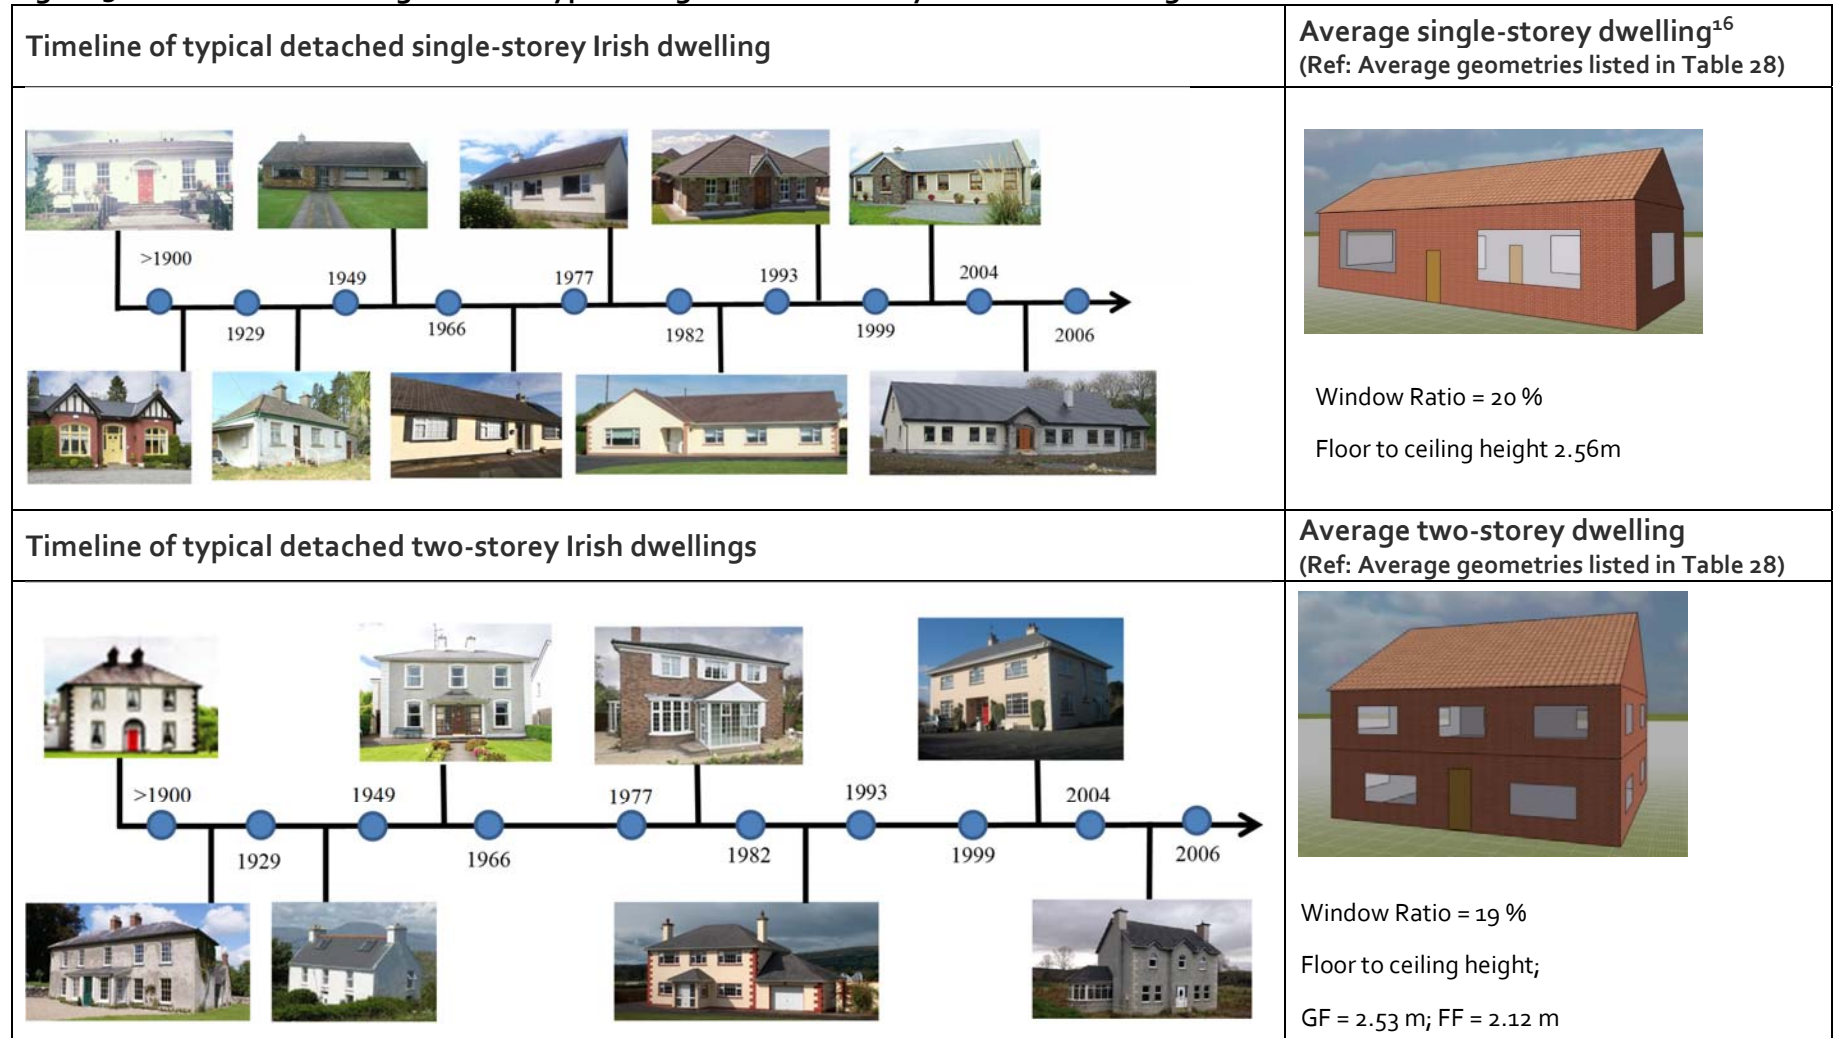 Timeline of typical detached single-storey Irish dwelling
Average single-storey dwelling16
(Ref: Average geometries listed in Table 28)
>1900
1929
1949
1966
1977
1982
1993
1999
2004
2006
Window Ratio = 20 %
Floor to ceiling height 2.56m
Timeline of typical detached two-storey Irish dwellings
Average two-storey dwelling
(Ref: Average geometries listed in Table 28)
>1900
1929
1949
1966
1977
1982
1993
1999
2004
2006
Window Ratio = 19 %
Floor to ceiling height;
GF = 2.53 m; FF = 2.12 m